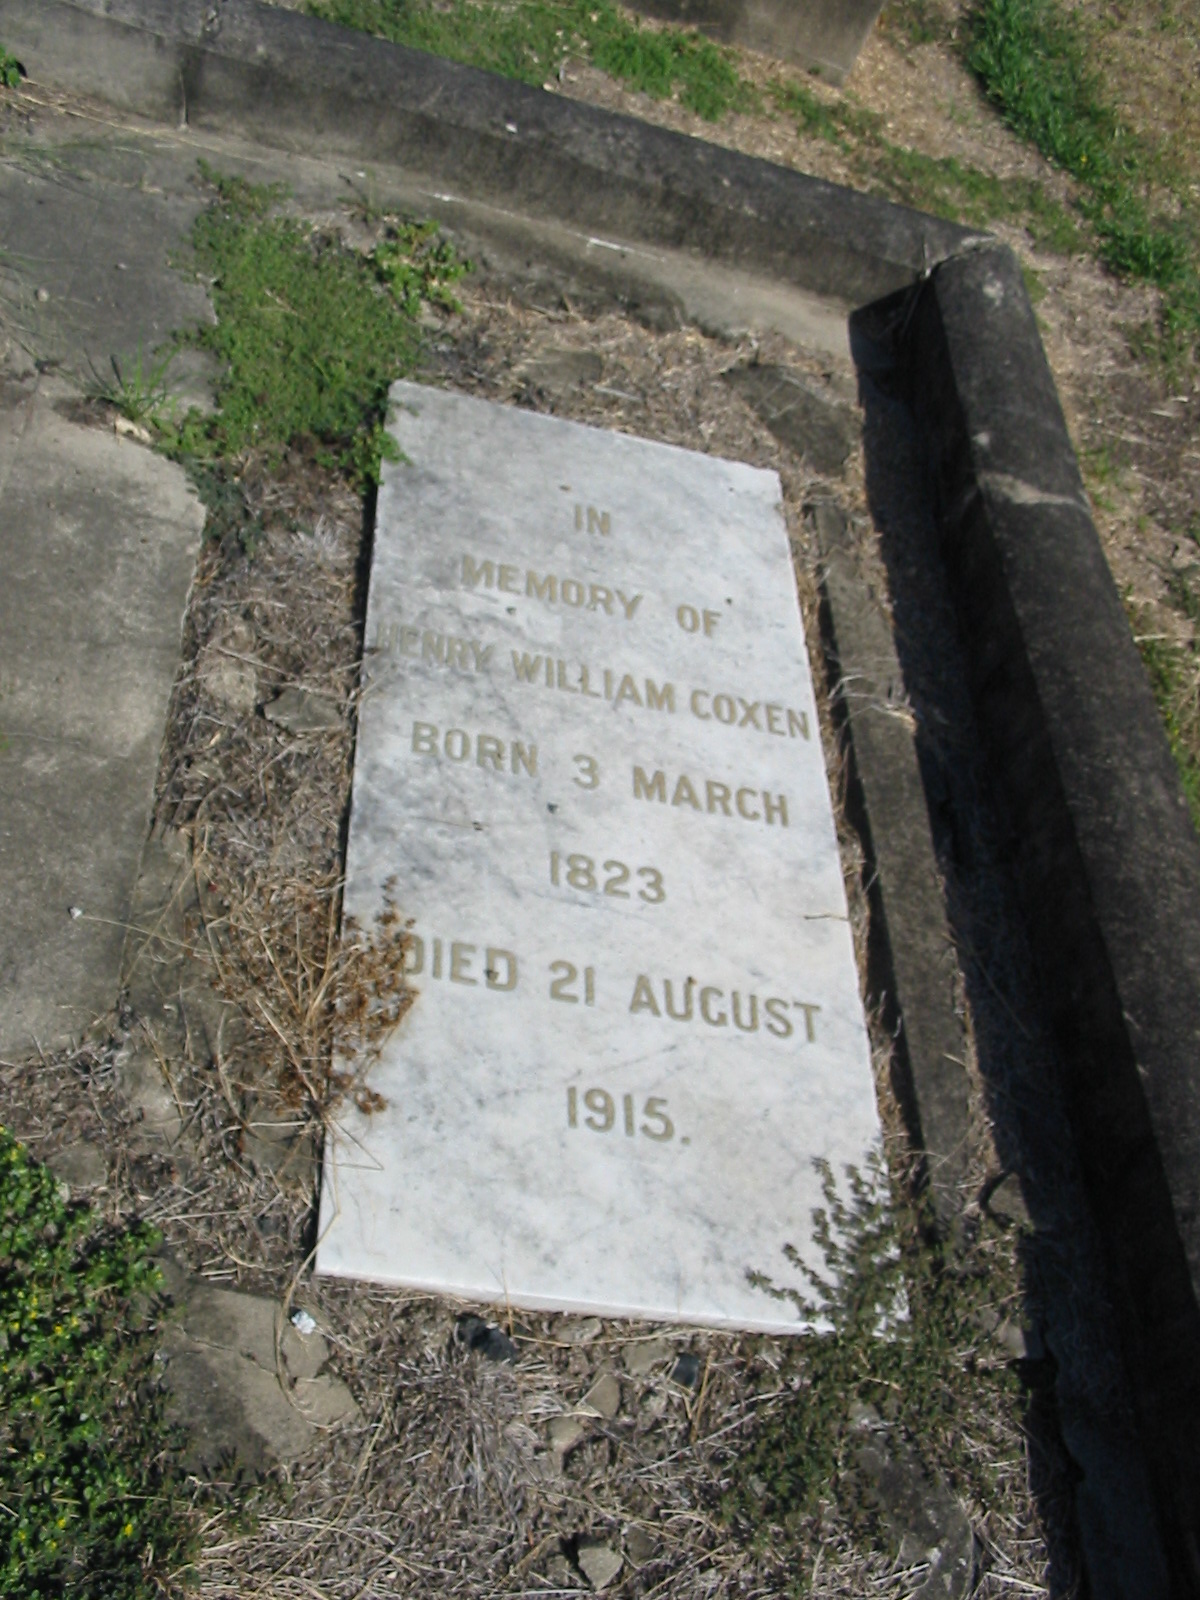 IN
MEMORY OF
HENRY WILLIAM COXEN
BORN 3 MARCH
1823
DIED 21 AUGUST
1915.